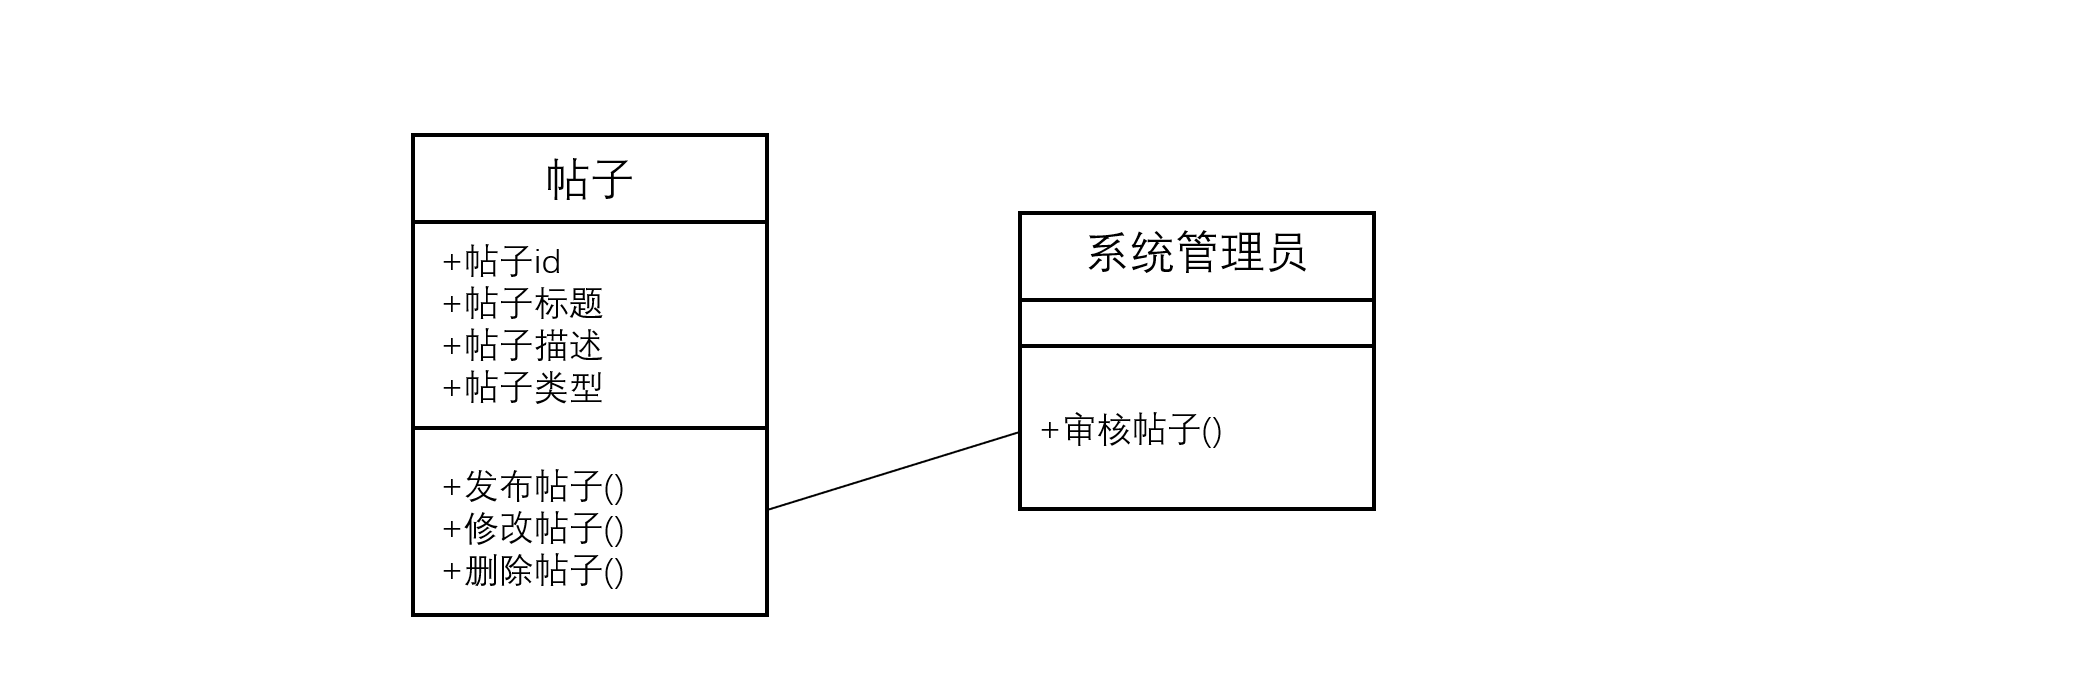 帖子
+帖子id
+帖子标题
+帖子描述
+帖子类型
+发布帖子()
+修改帖子()
+删除帖子()
系统管理员
+审核帖子()